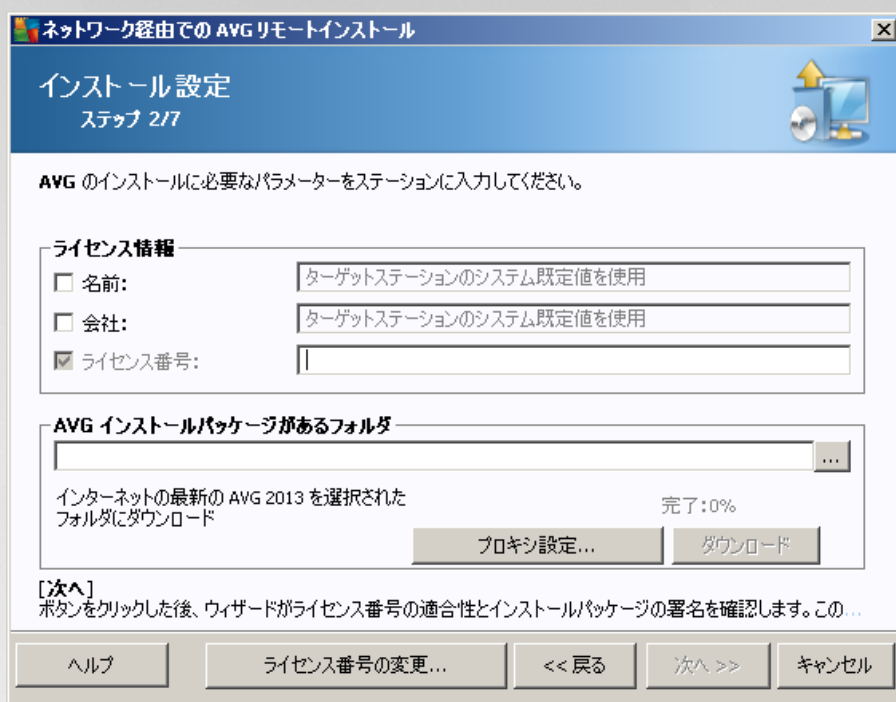 ネットワーク経由での AVG リモートインストール
インストール設定
ステップ 2/7
AVG のインストールに必要なパラメーターをステーションに入力してください。
ライセンス情報
名前:
ターゲットステーションのシステム既定値を使用
会社:
ターゲットステーションのシステム既定値を使用
ライセンス番号:
AVG インストールパッケージがあるフォルダ
...
インターネットの最新の AVG 2013 を選択された
フォルダにダウンロード
完了:0%
プロキシ設定...
ダウンロード
[次へ]
ボタンをクリックした後、ウィザードがライセンス番号の適合性とインストールパッケージの署名を確認します。この...
ヘルプ
ライセンス番号の変更...
<< 戻る
次へ >>
キャンセル